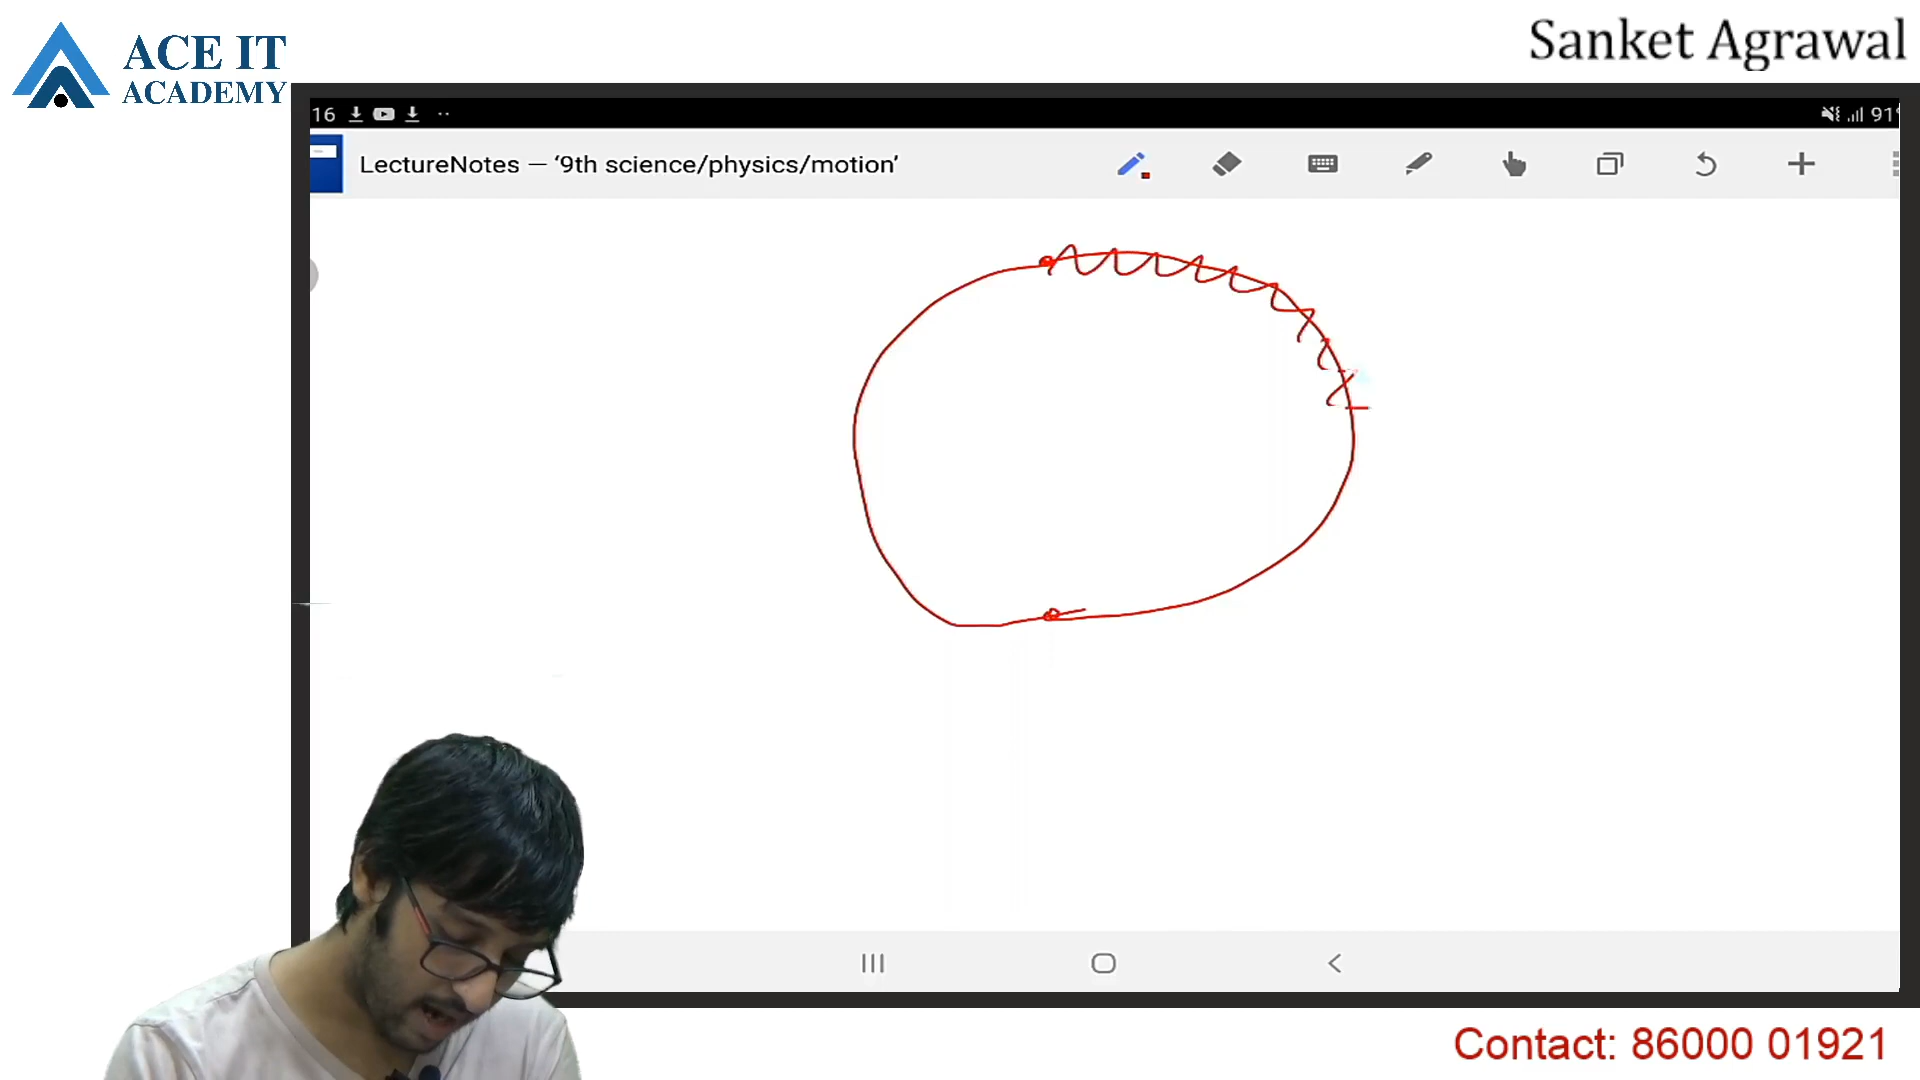 ACE IT
ACADEMY
Sanket Agrawal
16
91
LectureNotes – ‘9th science/physics/motion’
Contact: 86000 01921